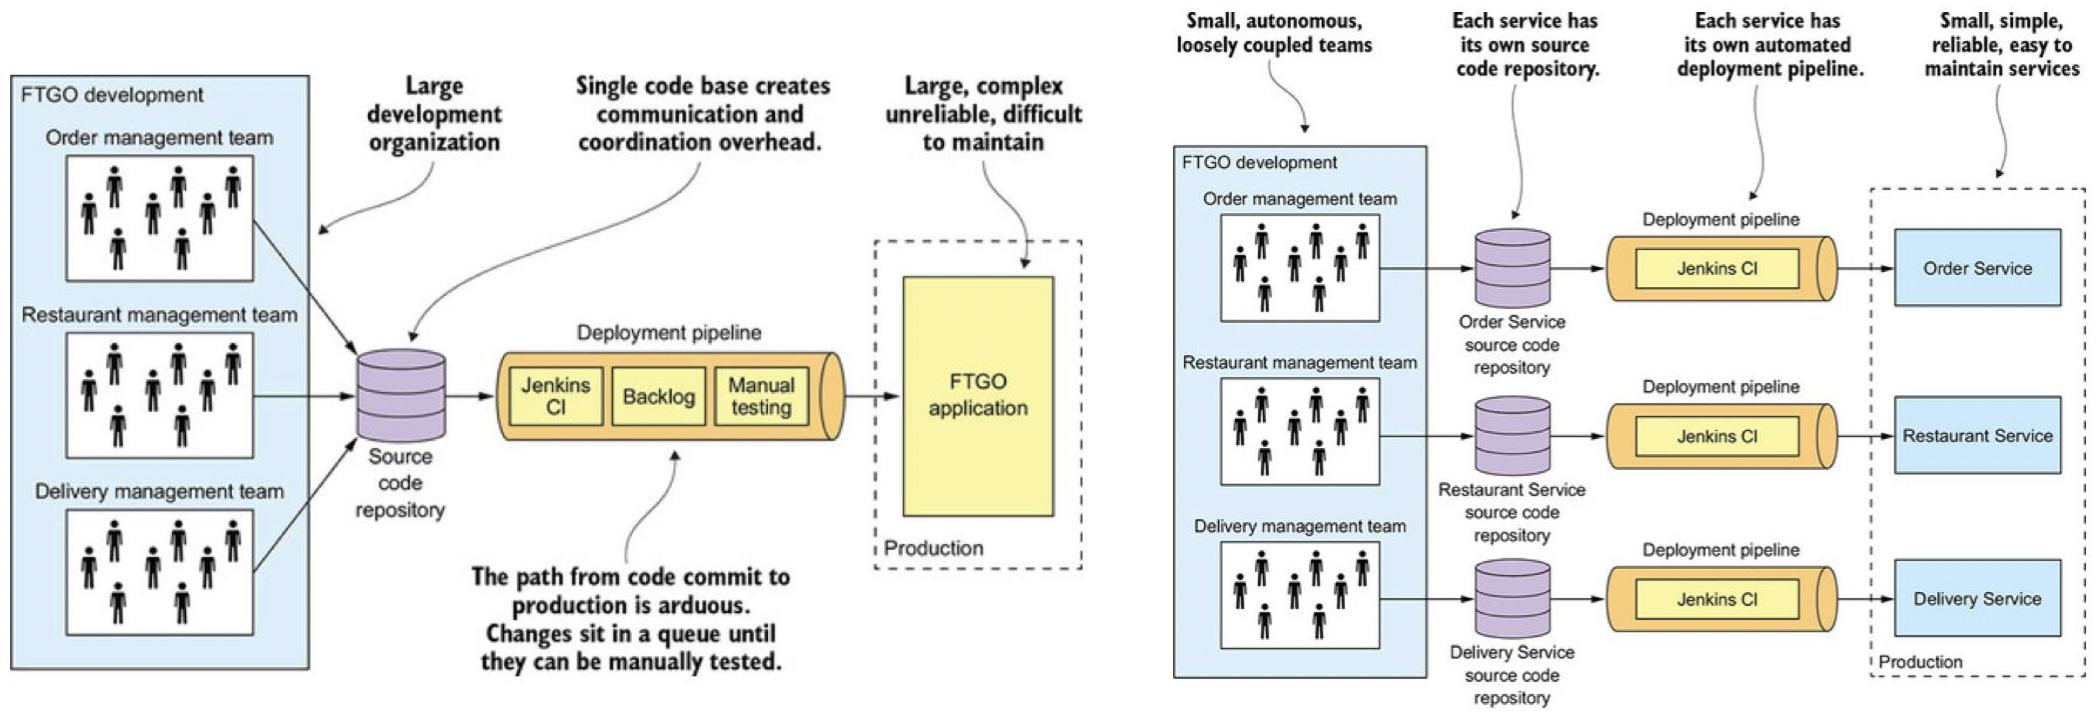 Large
development
organization
Single code base creates
communication and
coordination overhead.
Large, complex
unreliable, difficult
to maintain
FTGO development
Order management team
Restaurant management team
Delivery management team
Source
code
repository
Deployment pipeline
Jenkins
CI
Backlog
Manual
testing
FTGO
application
Production
The path from code commit to
production is arduous.
Changes sit in a queue until
they can be manually tested.
Small, autonomous,
loosely coupled teams
Each service has
its own source
code repository.
Each service has
its own automated
deployment pipeline.
Small, simple,
reliable, easy to
maintain services
FTGO development
Order management team
Order Service
source code
repository
Deployment pipeline
Jenkins CI
Order Service
Restaurant management team
Restaurant Service
source code
repository
Deployment pipeline
Jenkins CI
Restaurant Service
Delivery management team
Delivery Service
source code
repository
Deployment pipeline
Jenkins CI
Delivery Service
Production